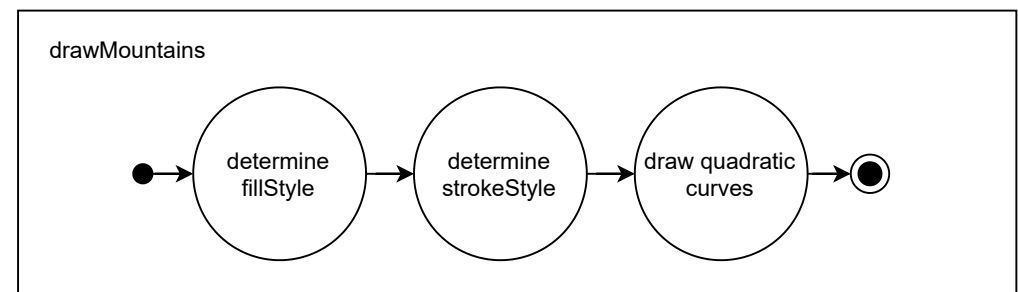 drawMountains
determine
fillStyle
determine
strokeStyle
draw quadratic
curves